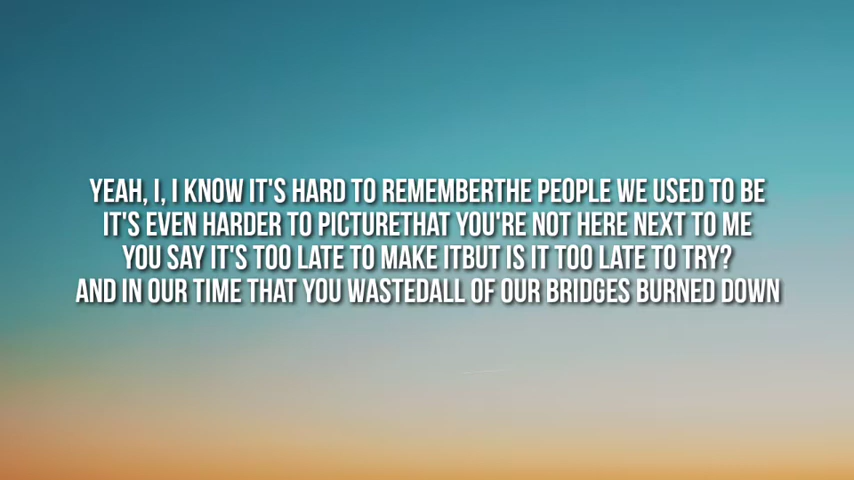 YEAH, I, I KNOW IT'S HARD TO REMEMBERTHE PEOPLE WE USED TO BE
IT'S EVEN HARDER TO PICTURETHAT YOU'RE NOT HERE NEXT TO ME
YOU SAY IT'S TOO LATE TO MAKE ITBUT IS IT TOO LATE TO TRY?
AND IN OUR TIME THAT YOU WASTEDALL OF OUR BRIDGES BURNED DOWN